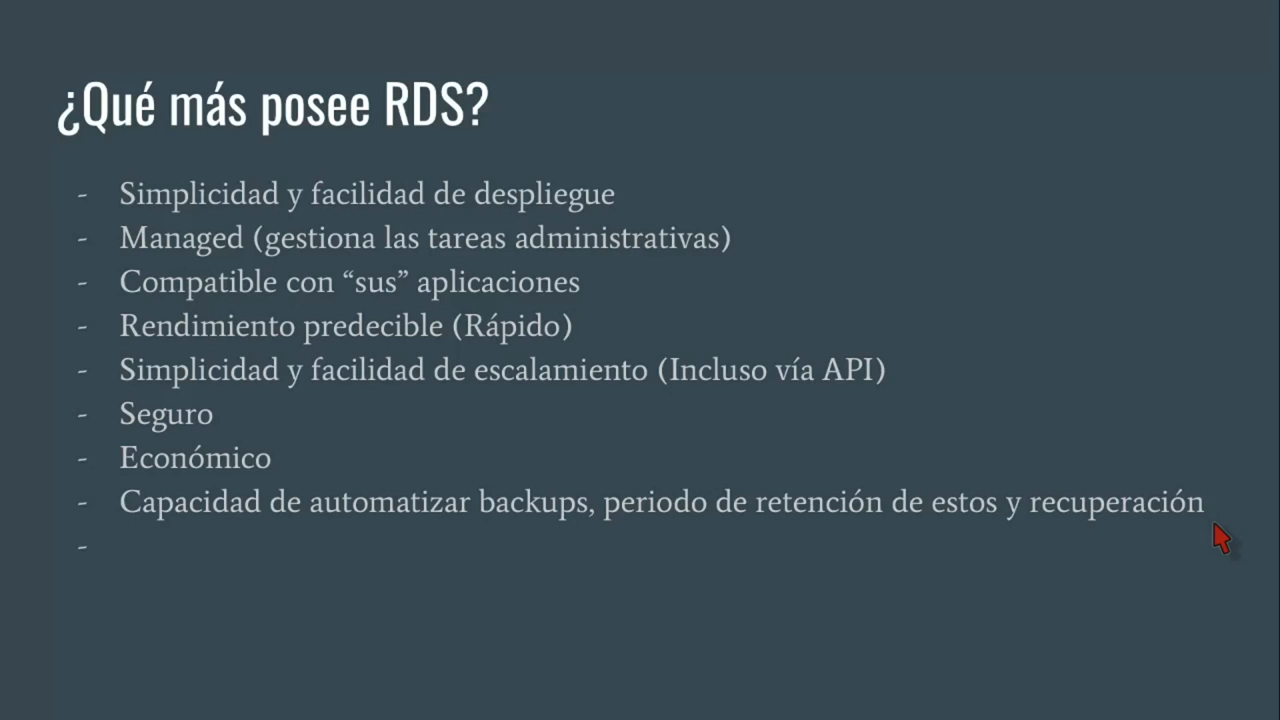 ¿Qué más posee RDS?
- Simplicidad y facilidad de despliegue
- Managed (gestiona las tareas administrativas)
- Compatible con “sus” aplicaciones
- Rendimiento predecible (Rápido)
- Simplicidad y facilidad de escalamiento (Incluso vía API)
- Seguro
- Económico
- Capacidad de automatizar backups, periodo de retención de estos y recuperación
-